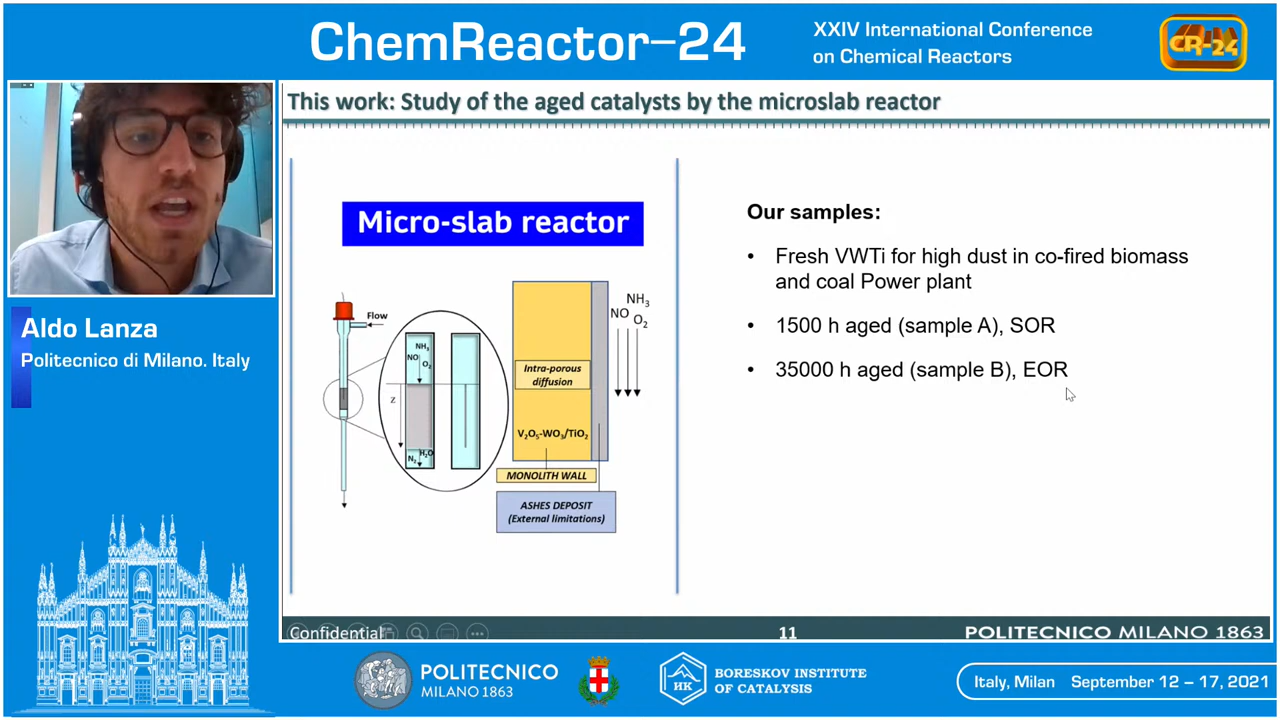 ChemReactor–24
XXIV International Conference
on Chemical Reactors
CR-24
This work: Study of the aged catalysts by the microslab reactor
Aldo Lanza
Politecnico di Milano. Italy
Micro-slab reactor
Flow
NH3
NO
O2
z
N2
H2O
NH3
NO
O2
Intra-porous
diffusion
V2O5-WO3/TiO2
MONOLITH WALL
ASHES DEPOSIT
(External limitations)
Our samples:
• Fresh VWTi for high dust in co-fired biomass
and coal Power plant
• 1500 h aged (sample A), SOR
• 35000 h aged (sample B), EOR
Confidential
11
POLITECNICO MILANO 1863
POLITECNICO
MILANO 1863
HK
BORESKOV INSTITUTE
OF CATALYSIS
Italy, Milan September 12 – 17, 2021